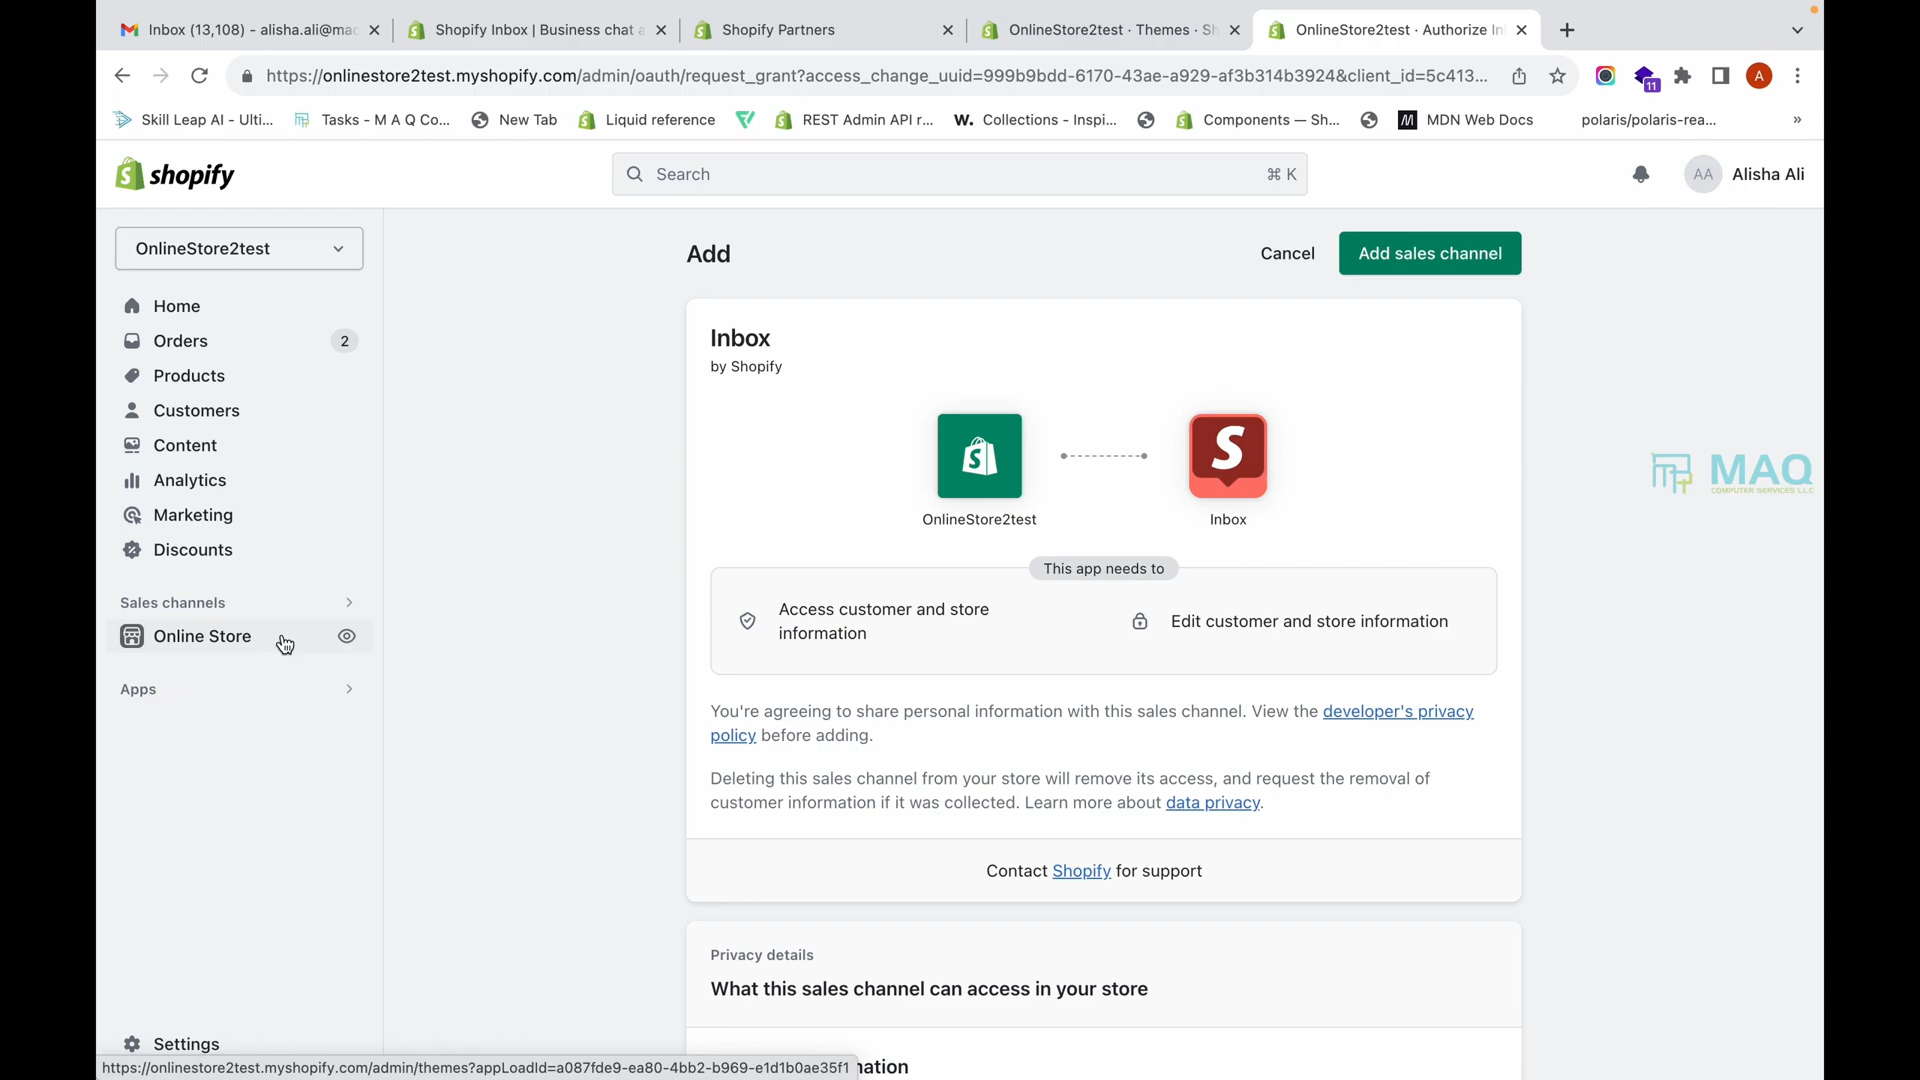 Inbox (13,108) - alisha.ali@mac
Shopify Inbox | Business chat a
Shopify Partners
OnlineStore2test · Themes · Sh
OnlineStore2test · Authorize In
https://onlinestore2test.myshopify.com/admin/oauth/request_grant?access_change_uuid=999b9bdd-6170-43ae-a929-af3b314b3924&client_id=5c413...
A
11
Skill Leap AI - Ulti...
Tasks - M A Q Co...
New Tab
Liquid reference
REST Admin API r...
W. Collections - Inspi...
Components — Sh...
MDN Web Docs
polaris/polaris-rea...
»
shopify
Search
⌘ K
AA
Alisha Ali
OnlineStore2test
Add
Cancel
Add sales channel
Home
Orders
2
Products
Customers
Content
Analytics
Marketing
Discounts
Sales channels
Online Store
Apps
Settings
Inbox
by Shopify
OnlineStore2test
Inbox
This app needs to
Access customer and store
information
Edit customer and store information
You're agreeing to share personal information with this sales channel. View the developer's privacy
policy before adding.
Deleting this sales channel from your store will remove its access, and request the removal of
customer information if it was collected. Learn more about data privacy.
Contact Shopify for support
Privacy details
What this sales channel can access in your store
mation
MAQ
COMPUTER SERVICES LLC
https://onlinestore2test.myshopify.com/admin/themes?appLoadId=a087fde9-ea80-4bb2-b969-e1d1b0ae35f1